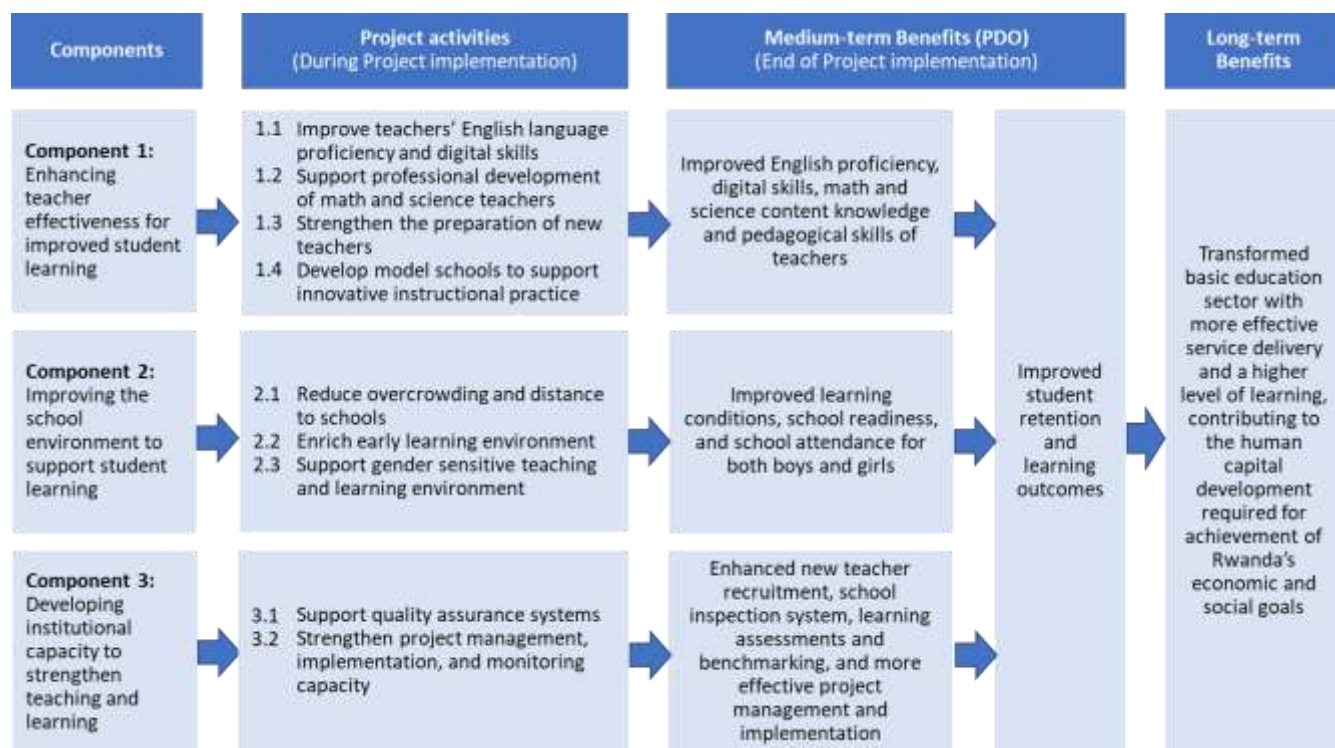 Components
Project activities
(During Project implementation)
Medium-term Benefits (PDO)
(End of Project implementation)
Long-term
Benefits
Component 1:
Enhancing
teacher
effectiveness for
improved student
learning
1.1 Improve teachers' English language
proficiency and digital skills
1.2 Support professional development
of math and science teachers
1.3 Strengthen the preparation of new
teachers
1.4 Develop model schools to support
innovative instructional practice
Improved English proficiency,
digital skills, math and
science content knowledge
and pedagogical skills of
teachers
Component 2:
Improving the
school
environment to
support student
learning
2.1 Reduce overcrowding and distance
to schools
2.2 Enrich early learning environment
2.3 Support gender sensitive teaching
and learning environment
Improved learning
conditions, school readiness,
and school attendance for
both boys and girls
Component 3:
Developing
institutional
capacity to
strengthen
teaching and
learning
3.1 Support quality assurance systems
3.2 Strengthen project management,
implementation, and monitoring
capacity
Enhanced new teacher
recruitment, school
inspection system, learning
assessments and
benchmarking, and more
effective project
management and
implementation
Improved
student
retention
and
learning
outcomes
Transformed
basic education
sector with
more effective
service delivery
and a higher
level of learning,
contributing to
the human
capital
development
required for
achievement of
Rwanda's
economic and
social goals